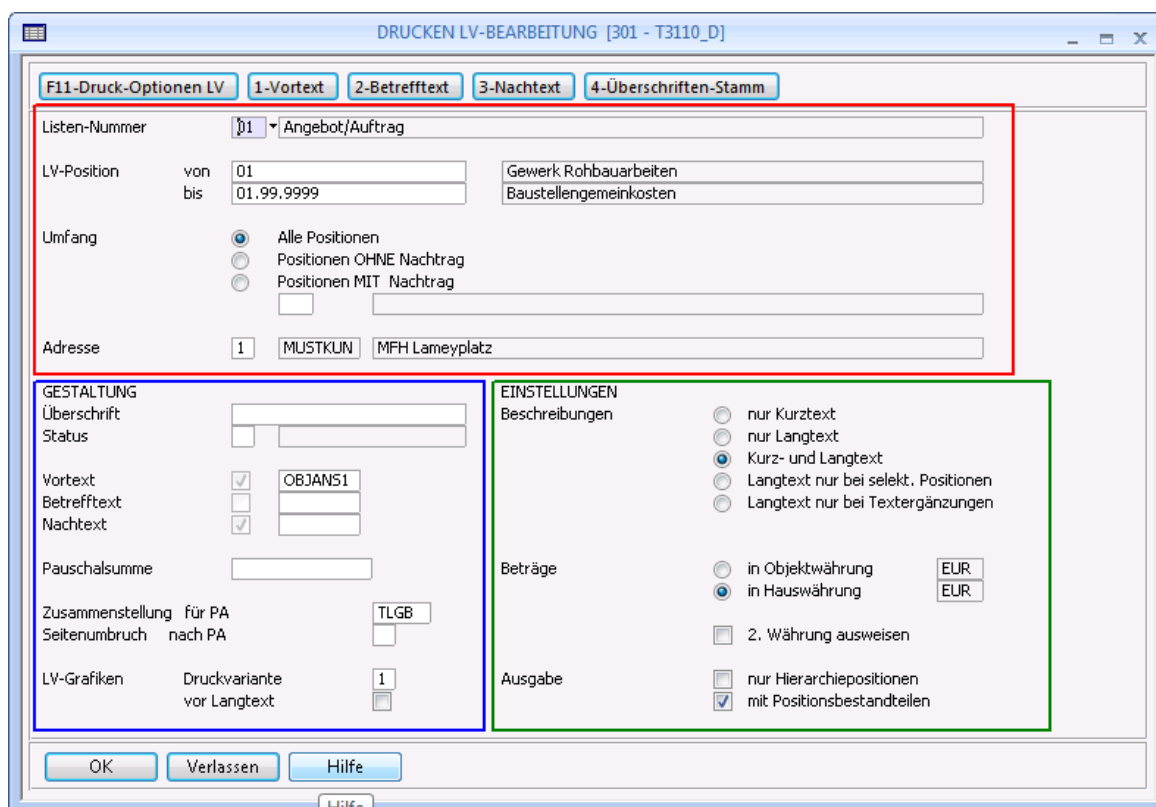 DRUCKEN LV-BEARBEITUNG [301 - T3110_D]
F11-Druck-Optionen LV 1-Vortext 2-Betrefftext 3-Nachtext 4-Überschriften-Stamm
Listen-Nummer 01 Angebot/Auftrag
LV-Position von 01 Gewerk Rohbauarbeiten
bis 01.99.9999 Baustellengemeinkosten
Umfang Alle Positionen
Positionen OHNE Nachtrag
Positionen MIT Nachtrag
Adresse 1 MUSTKUN MFH Lameyplatz
GESTALTUNG
Überschrift
Status
Vortext OBJANS1
Betrefftext
Nachtext
Pauschalsumme
Zusammenstellung für PA TLGB
Seitenumbruch nach PA
LV-Grafiken Druckvariante 1
vor Langtext
EINSTELLUNGEN
Beschreibungen nur Kurztext
nur Langtext
Kurz- und Langtext
Langtext nur bei selekt. Positionen
Langtext nur bei Textergänzungen
Beträge in Objektwährung EUR
in Hauswährung EUR
2. Währung ausweisen
Ausgabe nur Hierarchiepositionen
mit Positionsbestandteilen
OK Verlassen Hilfe
Hilfe